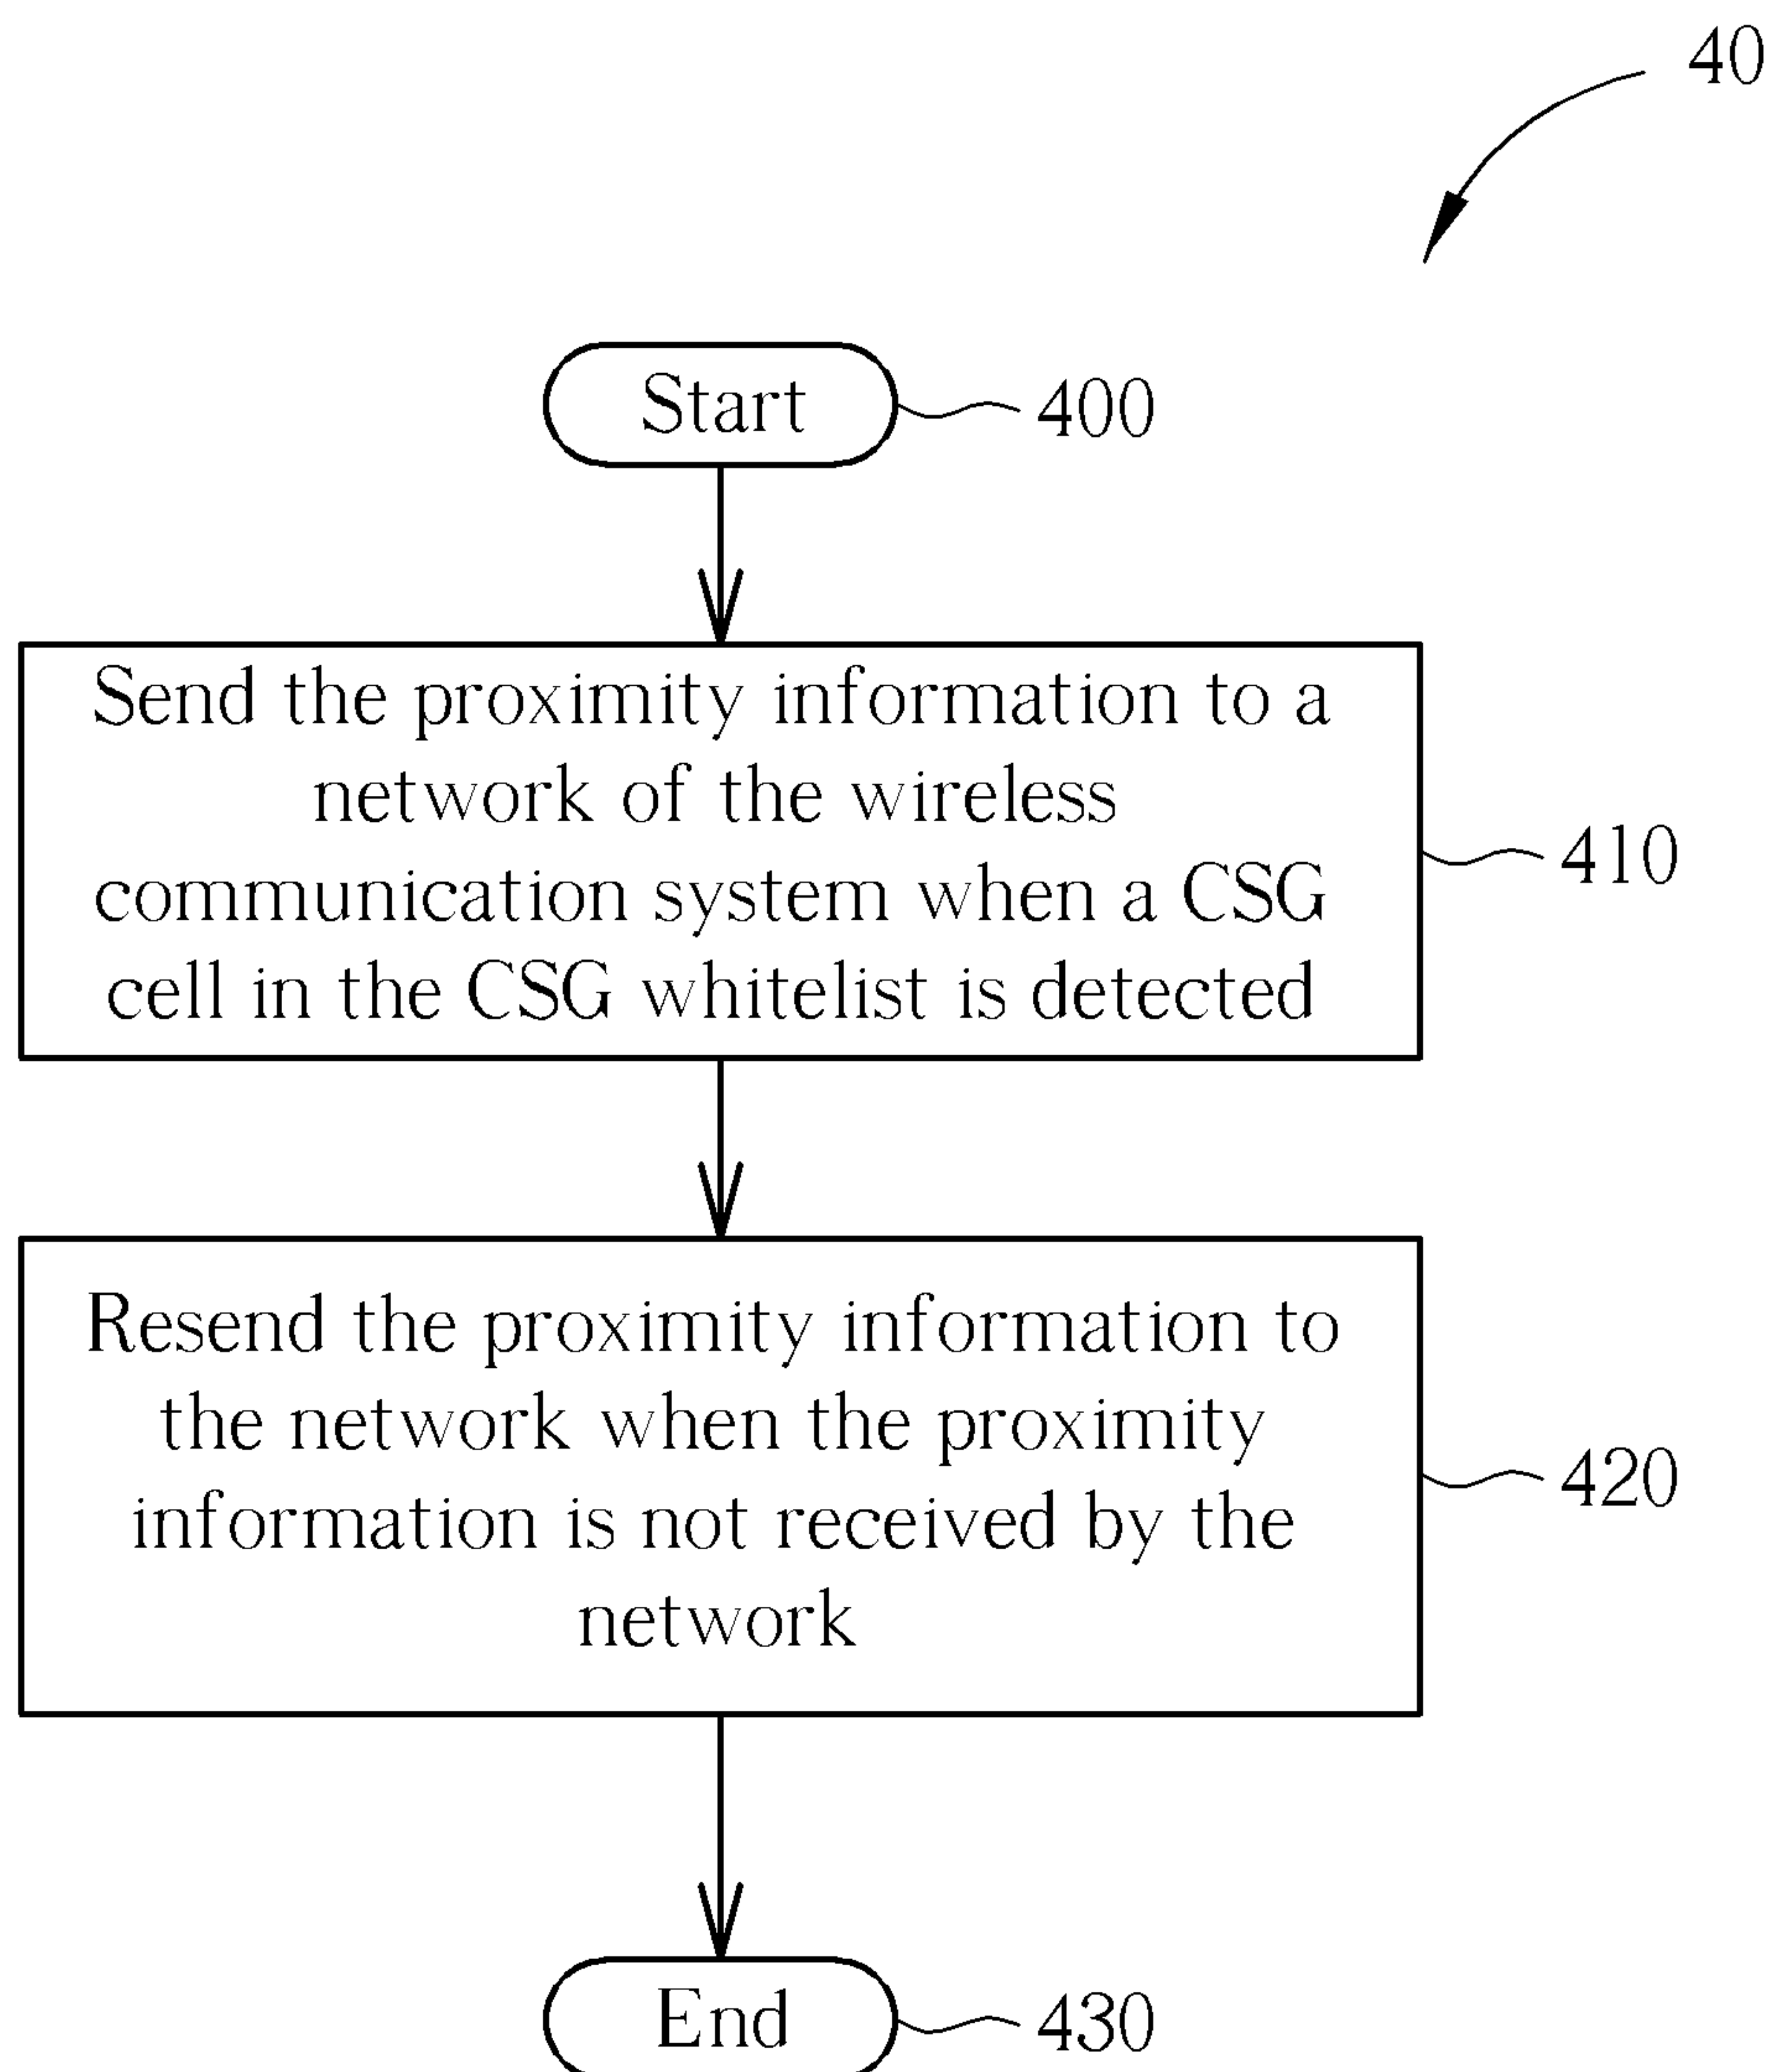 40
Start
400
Send the proximity information to a
network of the wireless
communication system when a CSG
cell in the CSG whitelist is detected
410
Resend the proximity information to
the network when the proximity
information is not received by the
network
420
End
430